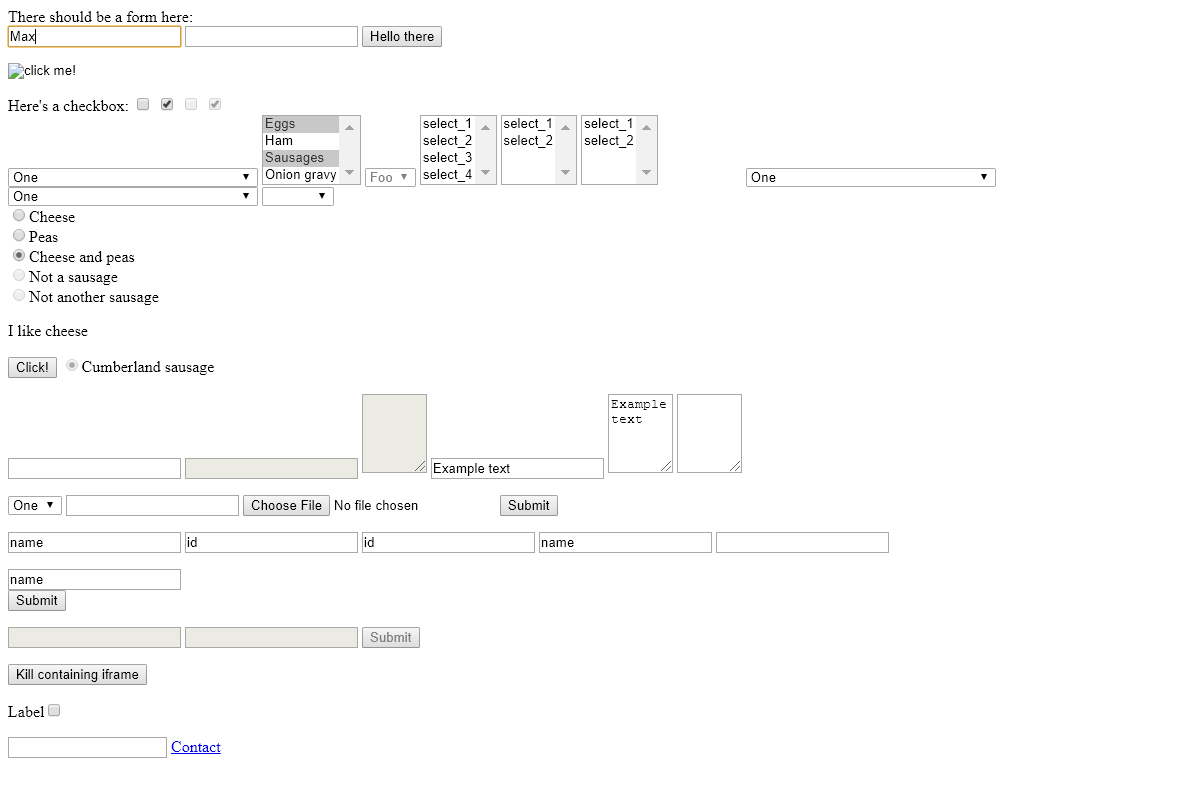 There should be a form here:
Max Hello there
click me!
Here's a checkbox:
Eggs select_1 select_1 select_1
Ham select_2 select_2 select_2
Sausages select_3
One Onion gravy Foo select_4 One
One
Cheese
Peas
Cheese and peas
Not a sausage
Not another sausage
I like cheese
Click! Cumberland sausage
Example
text
Example text
One Choose File No file chosen Submit
name id id name
name
Submit
Submit
Kill containing iframe
Label
Contact